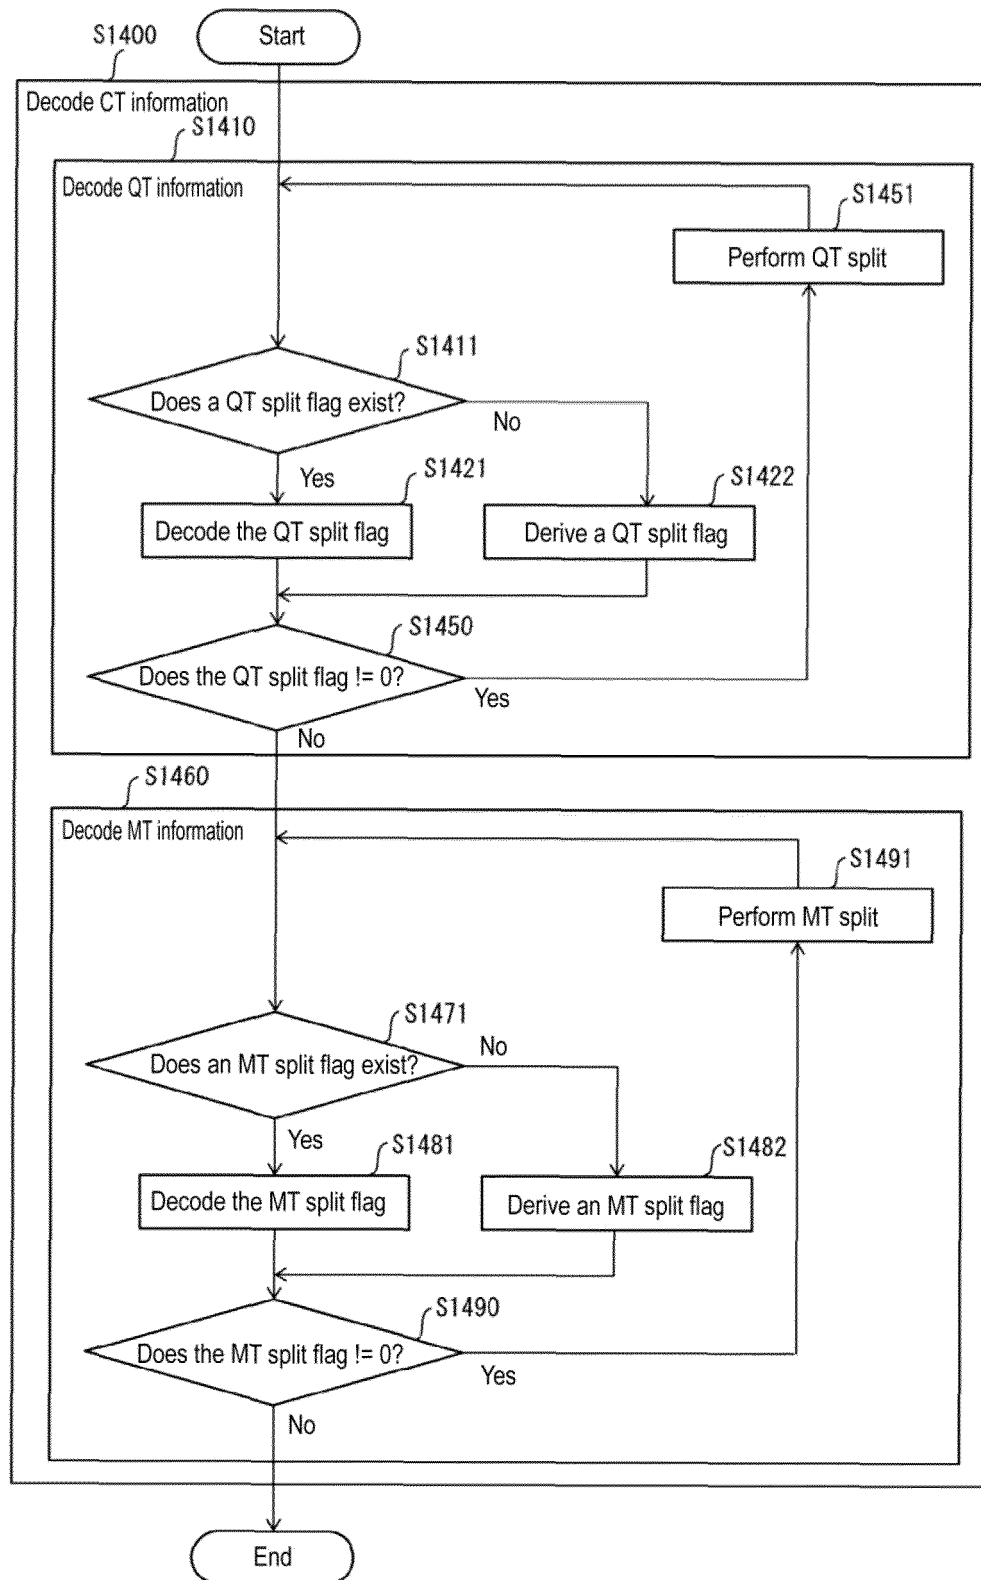 S1400
Start
Decode CT information
S1410
Decode QT information
S1451
Perform QT split
S1411
Does a QT split flag exist?
No
Yes
S1421
S1422
Decode the QT split flag
Derive a QT split flag
S1450
Does the QT split flag != 0?
Yes
No
S1460
Decode MT information
S1491
Perform MT split
S1471
Does an MT split flag exist?
No
Yes
S1481
S1482
Decode the MT split flag
Derive an MT split flag
S1490
Does the MT split flag != 0?
Yes
No
End